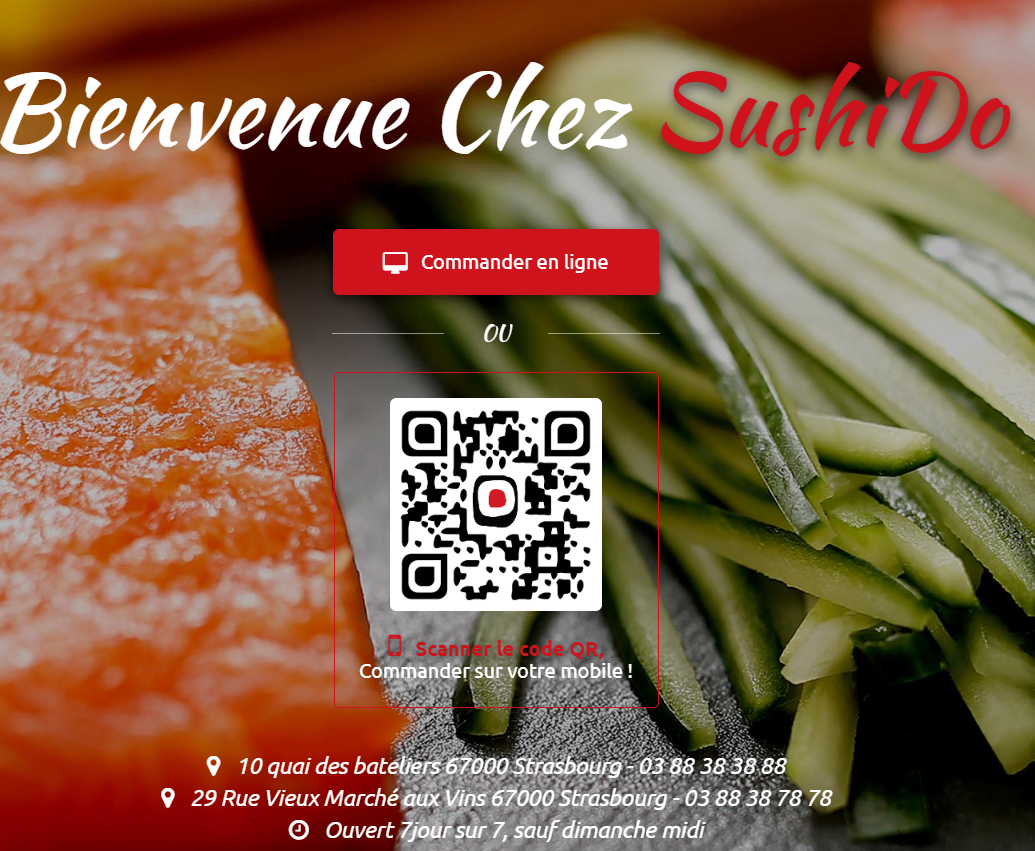 Bienvenue Chez SushiDo
Commander en ligne
ou
Scanner le code QR,
Commander sur votre mobile !
10 quai des bateliers 67000 Strasbourg - 03 88 38 38 88
29 Rue Vieux Marché aux Vins 67000 Strasbourg - 03 88 38 78 78
Ouvert 7jour sur 7, sauf dimanche midi